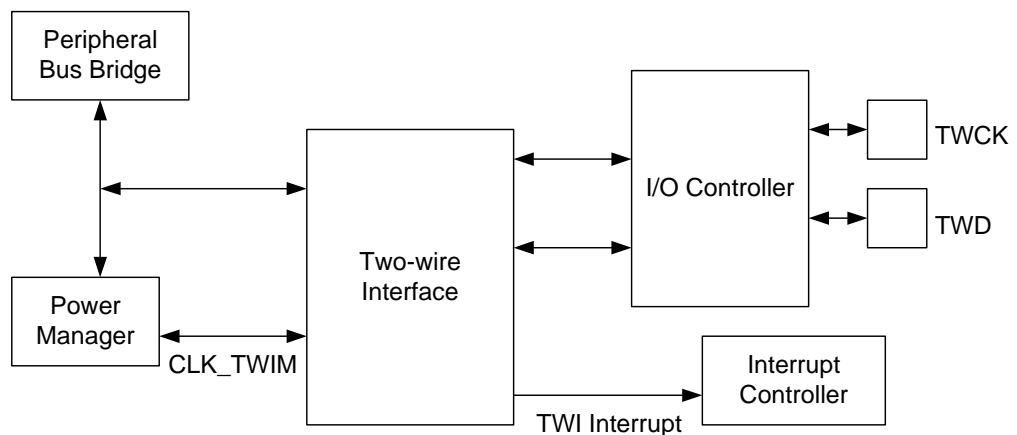 Peripheral
Bus Bridge
TWCK
I/O Controller
TWD
Two-wire
Interface
Power
Manager
CLK_TWIM
Interrupt
Controller
TWI Interrupt